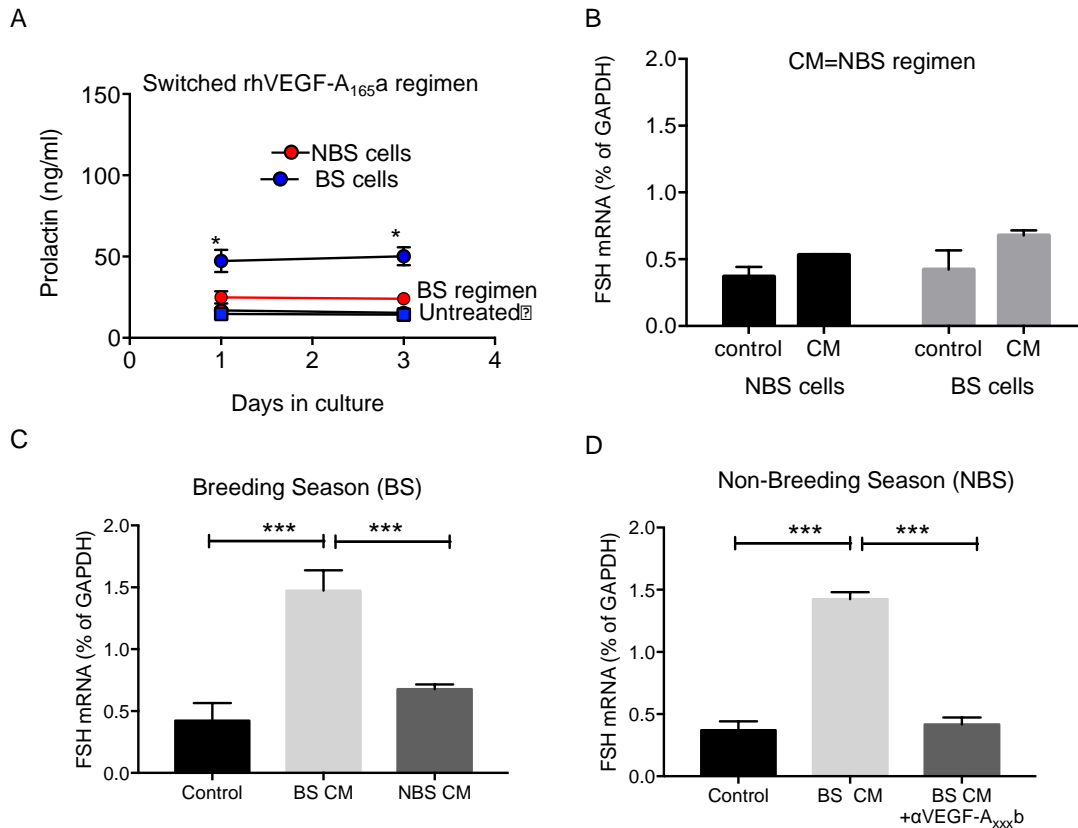 A
Switched rhVEGF-A₁₆₅a regimen
150
100
50
0
Prolactin (ng/ml)
NBS cells
BS cells
*
*
BS regimen
Untreated⍰
0
1
2
3
4
Days in culture
B
CM=NBS regimen
2.0
1.5
1.0
0.5
0.0
FSH mRNA (% of GAPDH)
control CM control CM
NBS cells BS cells
C
Breeding Season (BS)
*** ***
2.0
1.5
1.0
0.5
0.0
FSH mRNA (% of GAPDH)
Control BS CM NBS CM
D
Non-Breeding Season (NBS)
*** ***
2.0
1.5
1.0
0.5
0.0
FSH mRNA (% of GAPDH)
Control BS CM BS CM
+αVEGF-Aₓₓₓb